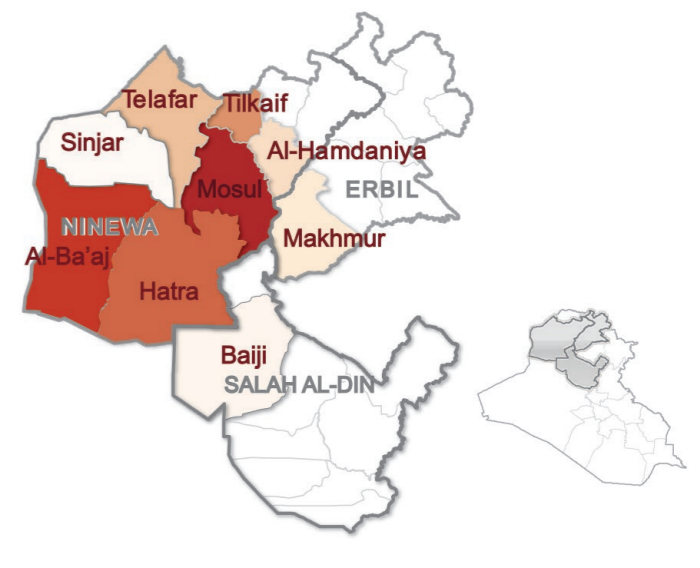 Telafar
Tilkaif
Sinjar
Al-Hamdaniya
Mosul
ERBIL
NINEWA
Makhmur
Al-Ba'aj
Hatra
Baiji
SALAH AL-DIN